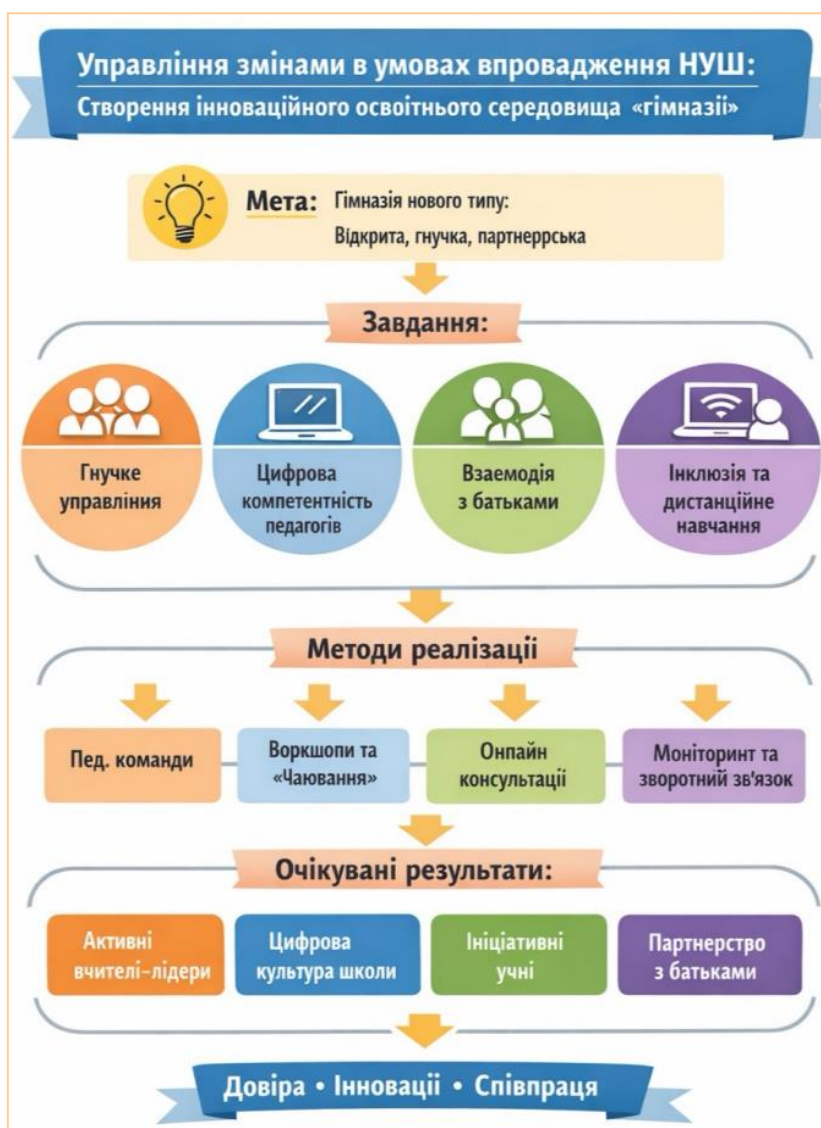 Управління змінами в умовах впровадження НУШ:
Створення інноваційного освітнього середовища «гімназії»
Мета: Гімназія нового типу:
Відкрита, гнучка, партнеррська
Завдання:
Гнучке
управління
Цифрова
компетентність
педагогів
Взаємодія
з батьками
Інклюзія та
дистанційне
навчання
Методи реалізації
Пед. команди
Воркшопи та
«Чаювання»
Онпайн
консультації
Моніторинт та
зворотний зв'язок
Очікувані результати:
Активні
вчителі–лідери
Цифрова
культура школи
Ініціативні
учні
Партнерство
з батьками
Довіра • Інновації • Співпраця